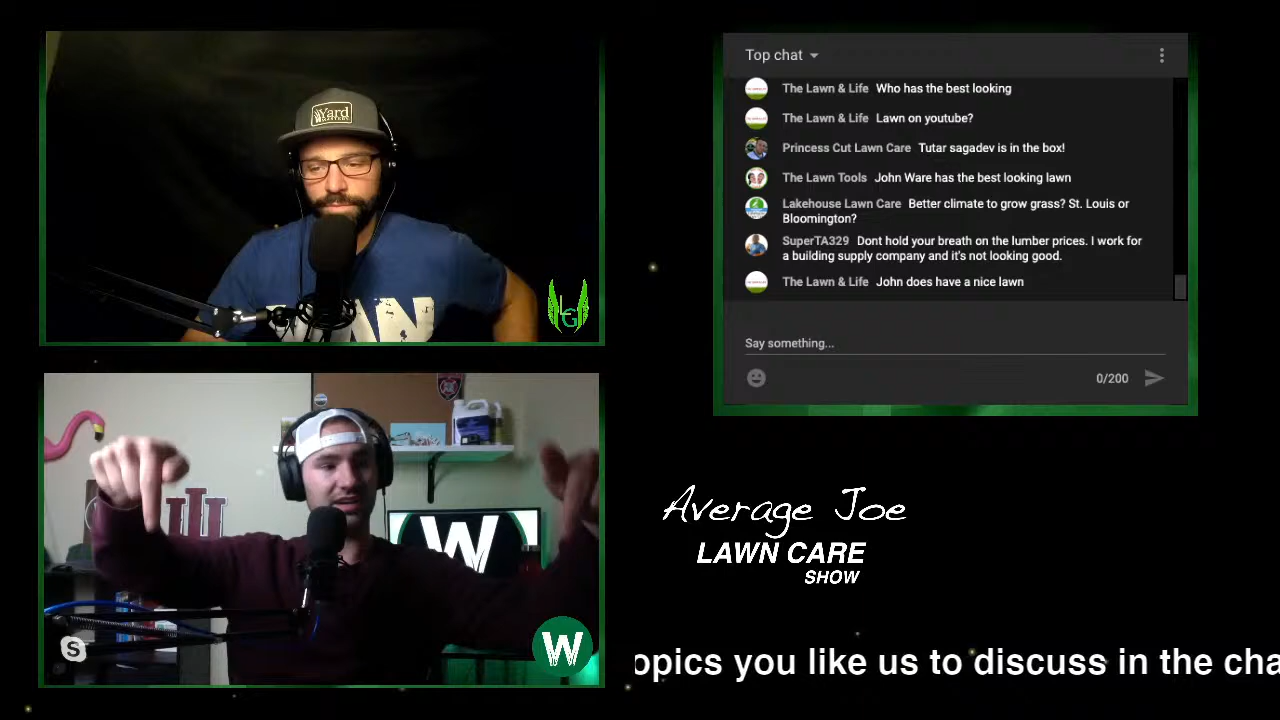 Yard
LG
IU
W
S
W
Top chat
The Lawn & Life Who has the best looking
The Lawn & Life Lawn on youtube?
Princess Cut Lawn Care Tutar sagadev is in the box!
The Lawn Tools John Ware has the best looking lawn
Lakehouse Lawn Care Better climate to grow grass? St. Louis or
Bloomington?
SuperTA329 Dont hold your breath on the lumber prices. I work for
a building supply company and it's not looking good.
The Lawn & Life John does have a nice lawn
Say something...
0/200
Average Joe
LAWN CARE
SHOW
opics you like us to discuss in the cha